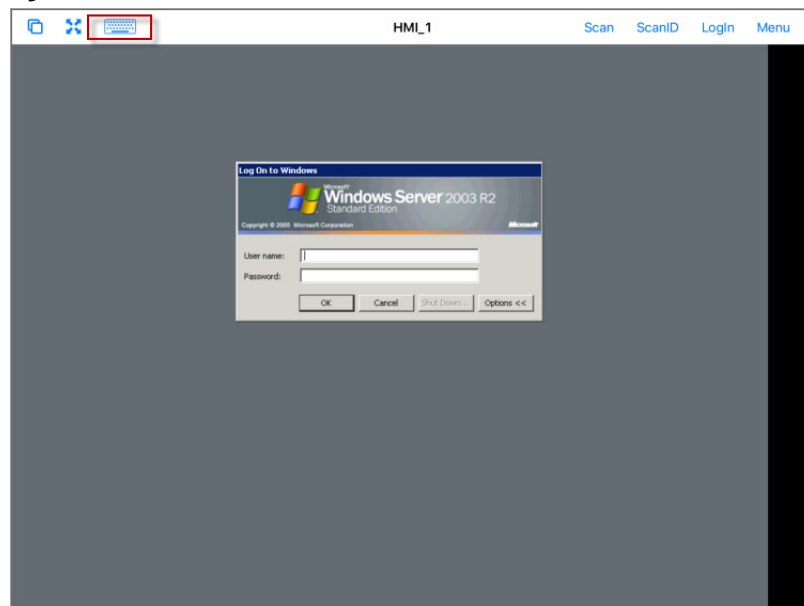 HMI_1 Scan ScanID LogIn Menu
Log On to Windows
Microsoft
Windows Server 2003 R2
Standard Edition
Copyright © 2005 Microsoft Corporation Microsoft
User name:
Password:
OK Cancel Shut Down... Options <<